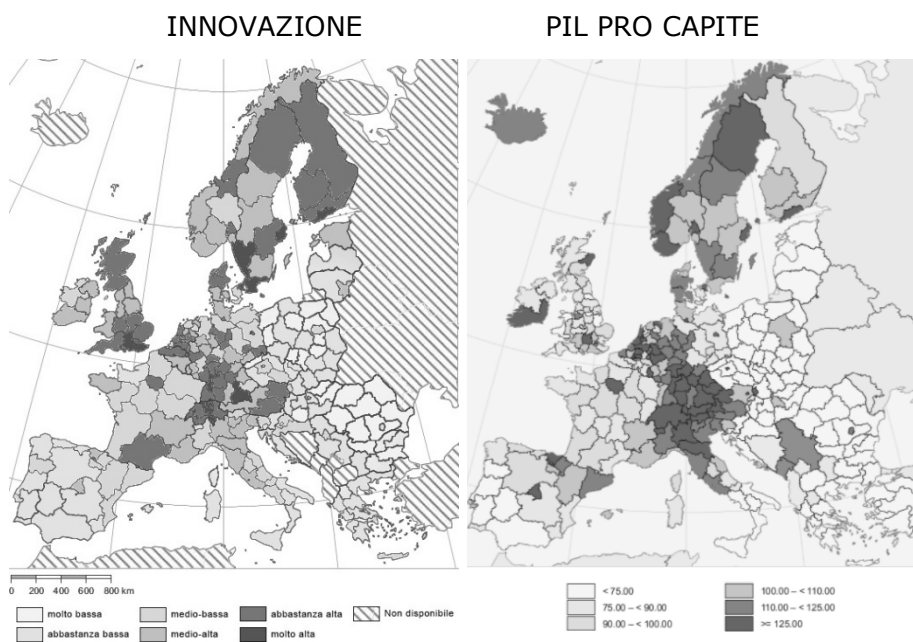 INNOVAZIONE
PIL PRO CAPITE
0 200 400 600 800 km
molto bassa
abbastanza bassa
medio-bassa
medio-alta
abbastanza alta
molto alta
Non disponibile
< 75.00
75.00 – < 90.00
90.00 – < 100.00
100.00 – < 110.00
110.00 – < 125.00
>= 125.00